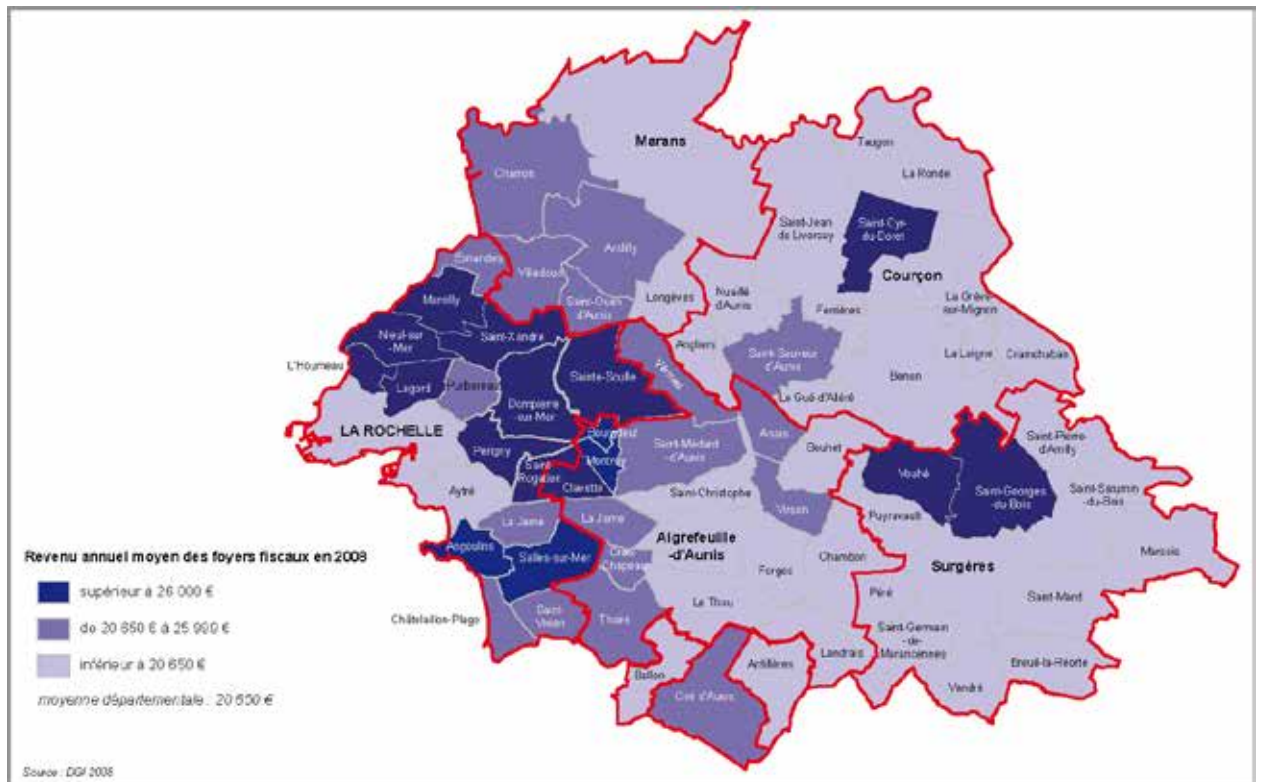 Marans
Taugon
La Ronde
Charron
Saint-Jean
de Liversay
Saint-Cyr-
du-Doret
Andilly
Courçon
Esnandes
Villedoux
Longèves
Nuaillé
d'Aunis
Ferrières
La Grève-
sur-Mignon
Marsilly
Saint-Ouen
d'Aunis
Saint-Xandre
Angliers
Saint-Sauveur
d'Aunis
La Laigne
Cramchaban
Nieul-sur
-Mer
L'Houmeau
Sainte-Soulle
Vérines
Benon
Lagord
Puilboreau
Le Gué-d'Alléré
Dompierre
-sur-Mer
LA ROCHELLE
Bourgneuf
Anais
Bouhet
Saint-Pierre-
d'Amilly
Périgny
Montroy
Saint-Médard
-d'Aunis
Vouhé
Saint-Georges
-du-Bois
Saint-Saturnin
-du-Bois
Saint-
Rogatien
Clavette
Saint-Christophe
Virson
Puyravault
Aytré
La Jarne
La Jarrie
Aigrefeuille
-d'Aunis
Marsais
Angoulins
Salles-sur-Mer
Croix-
Chapeau
Chambon
Forges
Surgères
Péré
Saint-Mard
Revenu annuel moyen des foyers fiscaux en 2008
supérieur à 26 000 €
de 20 650 € à 25 999 €
inférieur à 20 650 €
moyenne départementale : 20 650 €
Châtelaillon-Plage
Saint-
Vivien
Thairé
Le Thou
Saint-Germain
-de-
Marencennes
Landrais
Breuil-la-Réorte
Ballon
Ardillières
Vandré
Ciré d'Aunis
Source : DGI 2008